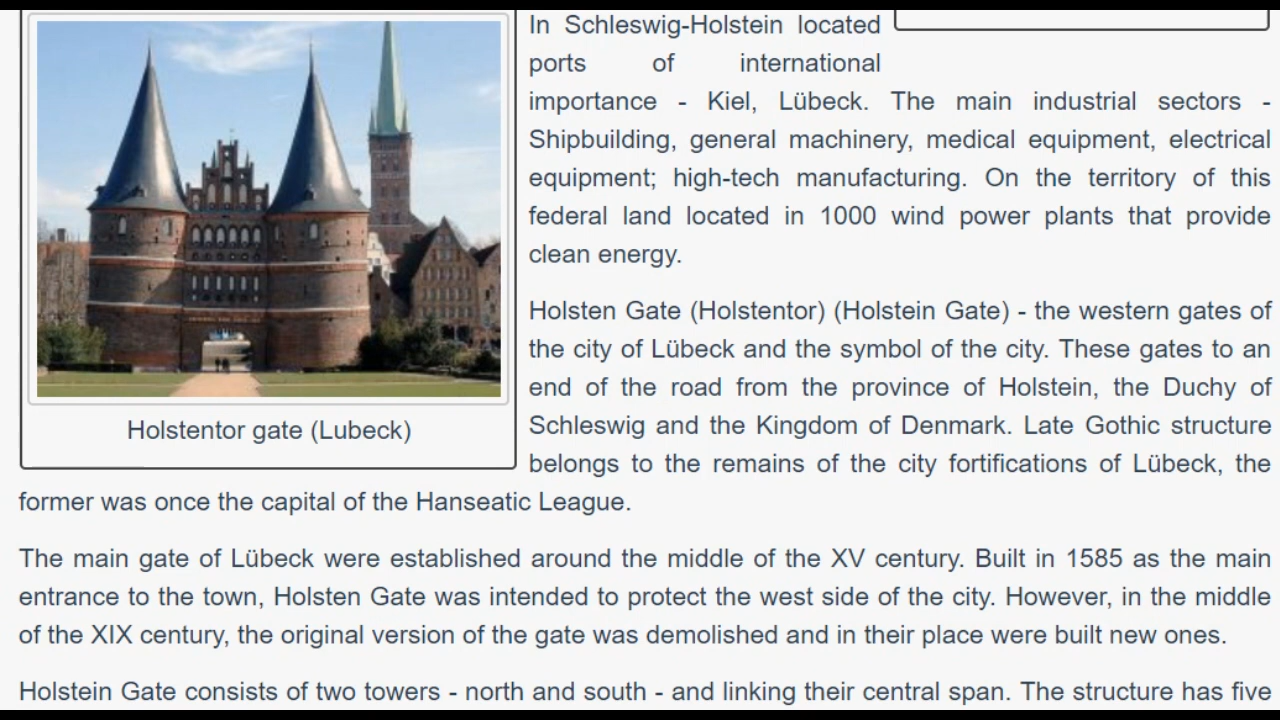 In Schleswig-Holstein located
ports of international
importance - Kiel, Lübeck. The main industrial sectors -
Shipbuilding, general machinery, medical equipment, electrical
equipment; high-tech manufacturing. On the territory of this
federal land located in 1000 wind power plants that provide
clean energy.
Holsten Gate (Holstentor) (Holstein Gate) - the western gates of
the city of Lübeck and the symbol of the city. These gates to an
end of the road from the province of Holstein, the Duchy of
Schleswig and the Kingdom of Denmark. Late Gothic structure
belongs to the remains of the city fortifications of Lübeck, the
former was once the capital of the Hanseatic League.
Holstentor gate (Lubeck)
The main gate of Lübeck were established around the middle of the XV century. Built in 1585 as the main
entrance to the town, Holsten Gate was intended to protect the west side of the city. However, in the middle
of the XIX century, the original version of the gate was demolished and in their place were built new ones.
Holstein Gate consists of two towers - north and south - and linking their central span. The structure has five